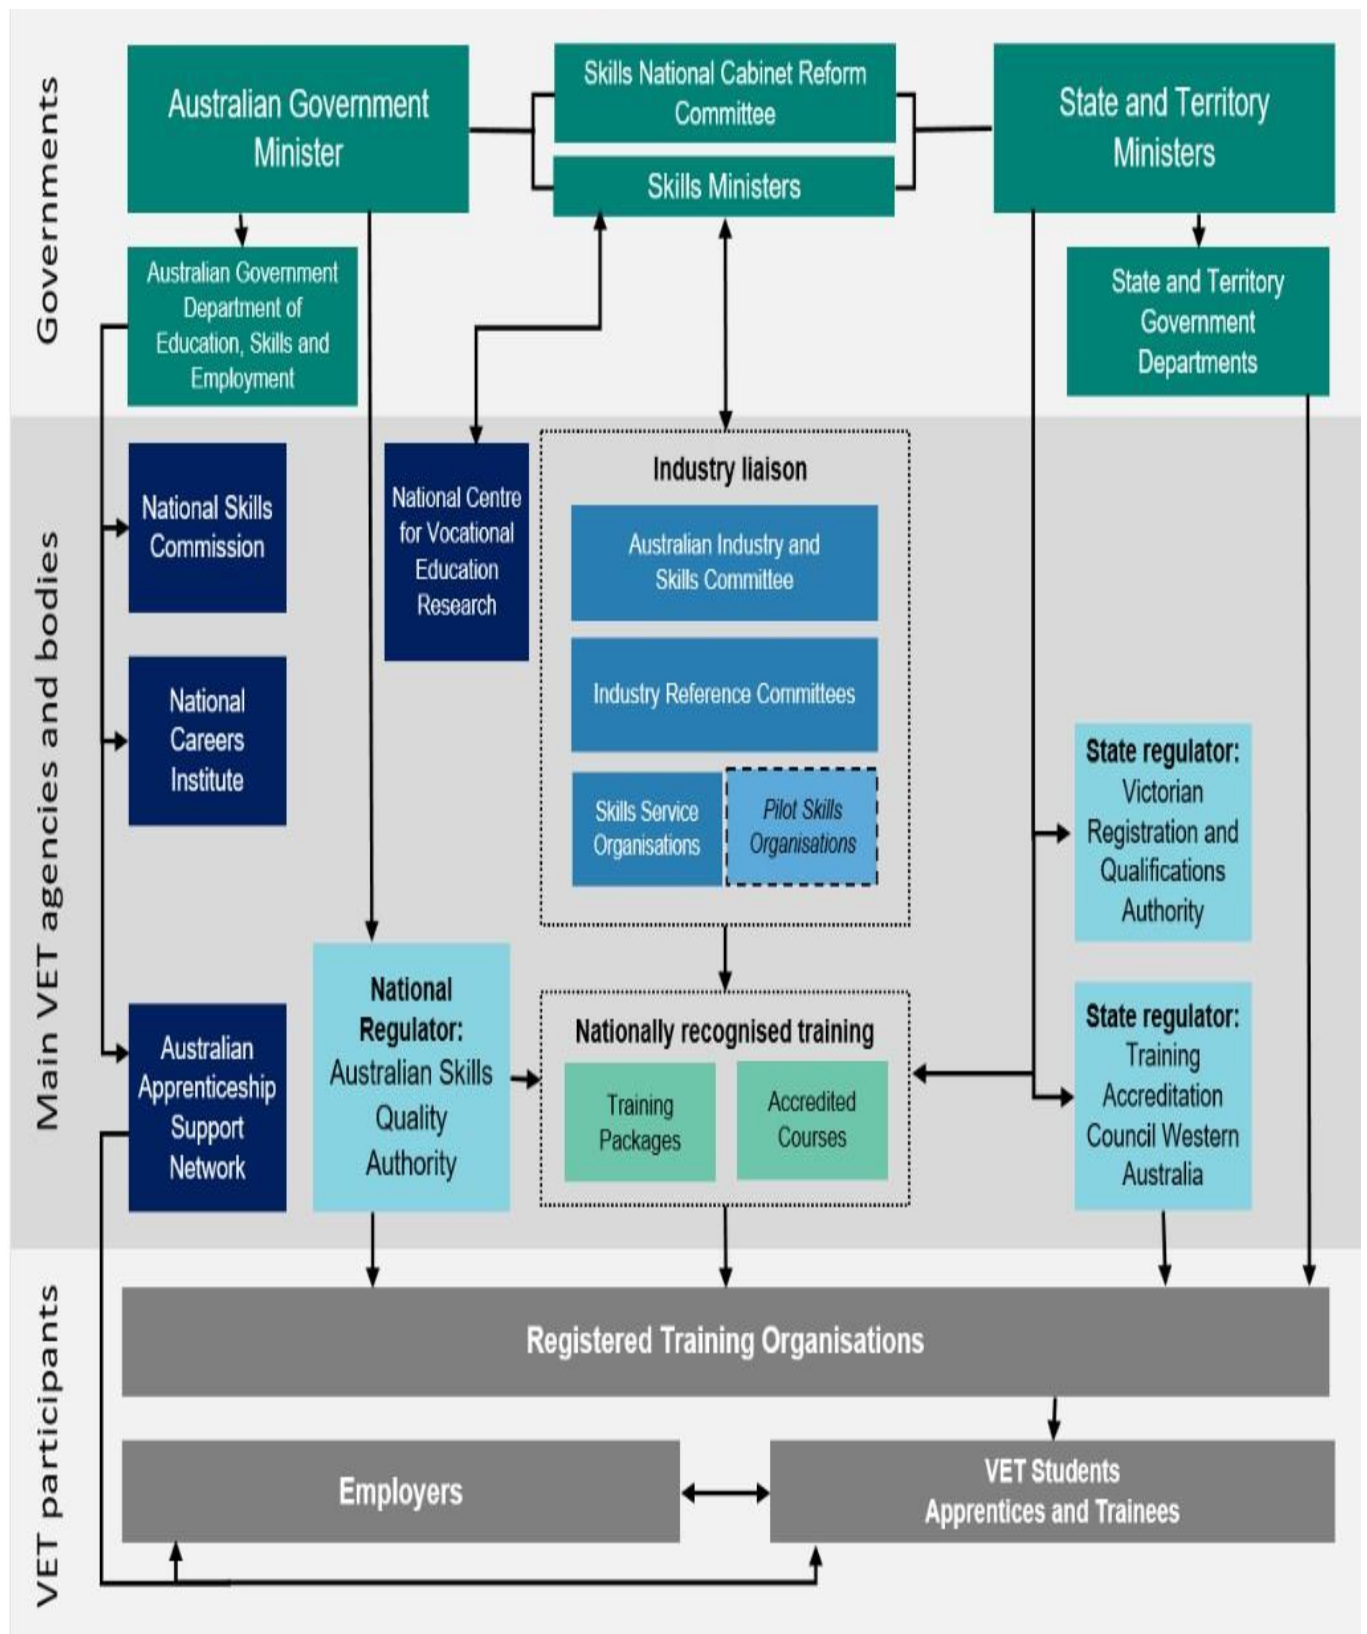 Governments
Australian Government
Minister
Skills National Cabinet Reform
Committee
Skills Ministers
State and Territory
Ministers
Australian Government
Department of
Education, Skills and
Employment
State and Territory
Government
Departments
Main VET agencies and bodies
National Skills
Commission
National
Careers
Institute
Australian
Apprenticeship
Support
Network
National Centre
for Vocational
Education
Research
Industry liaison
Australian Industry and
Skills Committee
Industry Reference Committees
Skills Service
Organisations
Pilot Skills
Organisations
National
Regulator:
Australian Skills
Quality
Authority
Nationally recognised training
Training
Packages
Accredited
Courses
State regulator:
Victorian
Registration and
Qualifications
Authority
State regulator:
Training
Accreditation
Council Western
Australia
VET participants
Registered Training Organisations
Employers
VET Students
Apprentices and Trainees